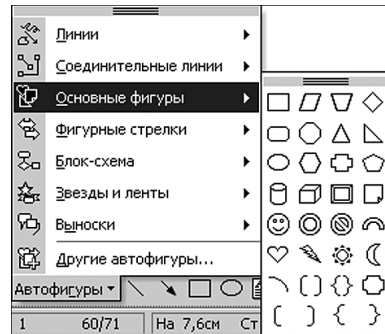 Линии
Соединительные линии
Основные фигуры
Фигурные стрелки
Блок-схема
Звезды и ленты
Выноски
Другие автофигуры...
Автофигуры
1 60/71 На 7,6см Ст